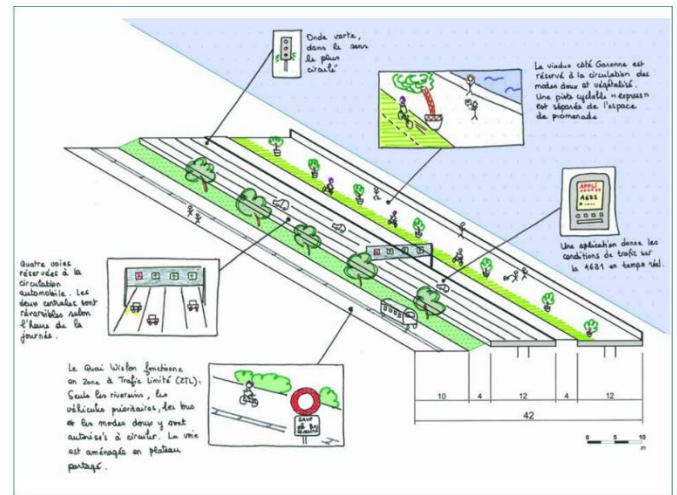 Onde verte,
dans le sens
le plus
circulé
Le viaduc côté Garonne est
réservé à la circulation des
modes doux et végétalisé.
Une piste cyclable "express"
est séparée de l'espace
de promenade
APPLI
A631
Une application donne les
conditions de trafic sur
la 1631 en temps réel.
Quatre voies
réservées à la
circulation
automobile. Les
deux centrales sont
réversibles selon
l'heure de la
journée.
Le Quai Wislon fonctionne
en zone à Trafic Limité (ZTL).
Seuls les riverains, les
véhicules prioritaires, les bus
et les modes doux y sont
autorisés à circuler. La voie
est aménagée en plateau
partagé.
SAUF
10 4 12 4 12
42
0 5 10
m